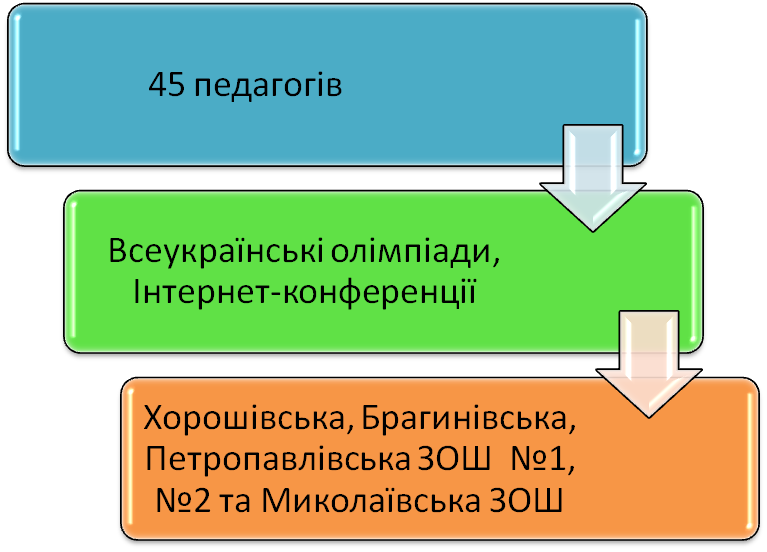 45 педагогів
Всеукраїнські олімпіади,
Інтернет-конференції
Хорошівська, Брагинівська,
Петропавлівська ЗОШ №1,
№2 та Миколаївська ЗОШ